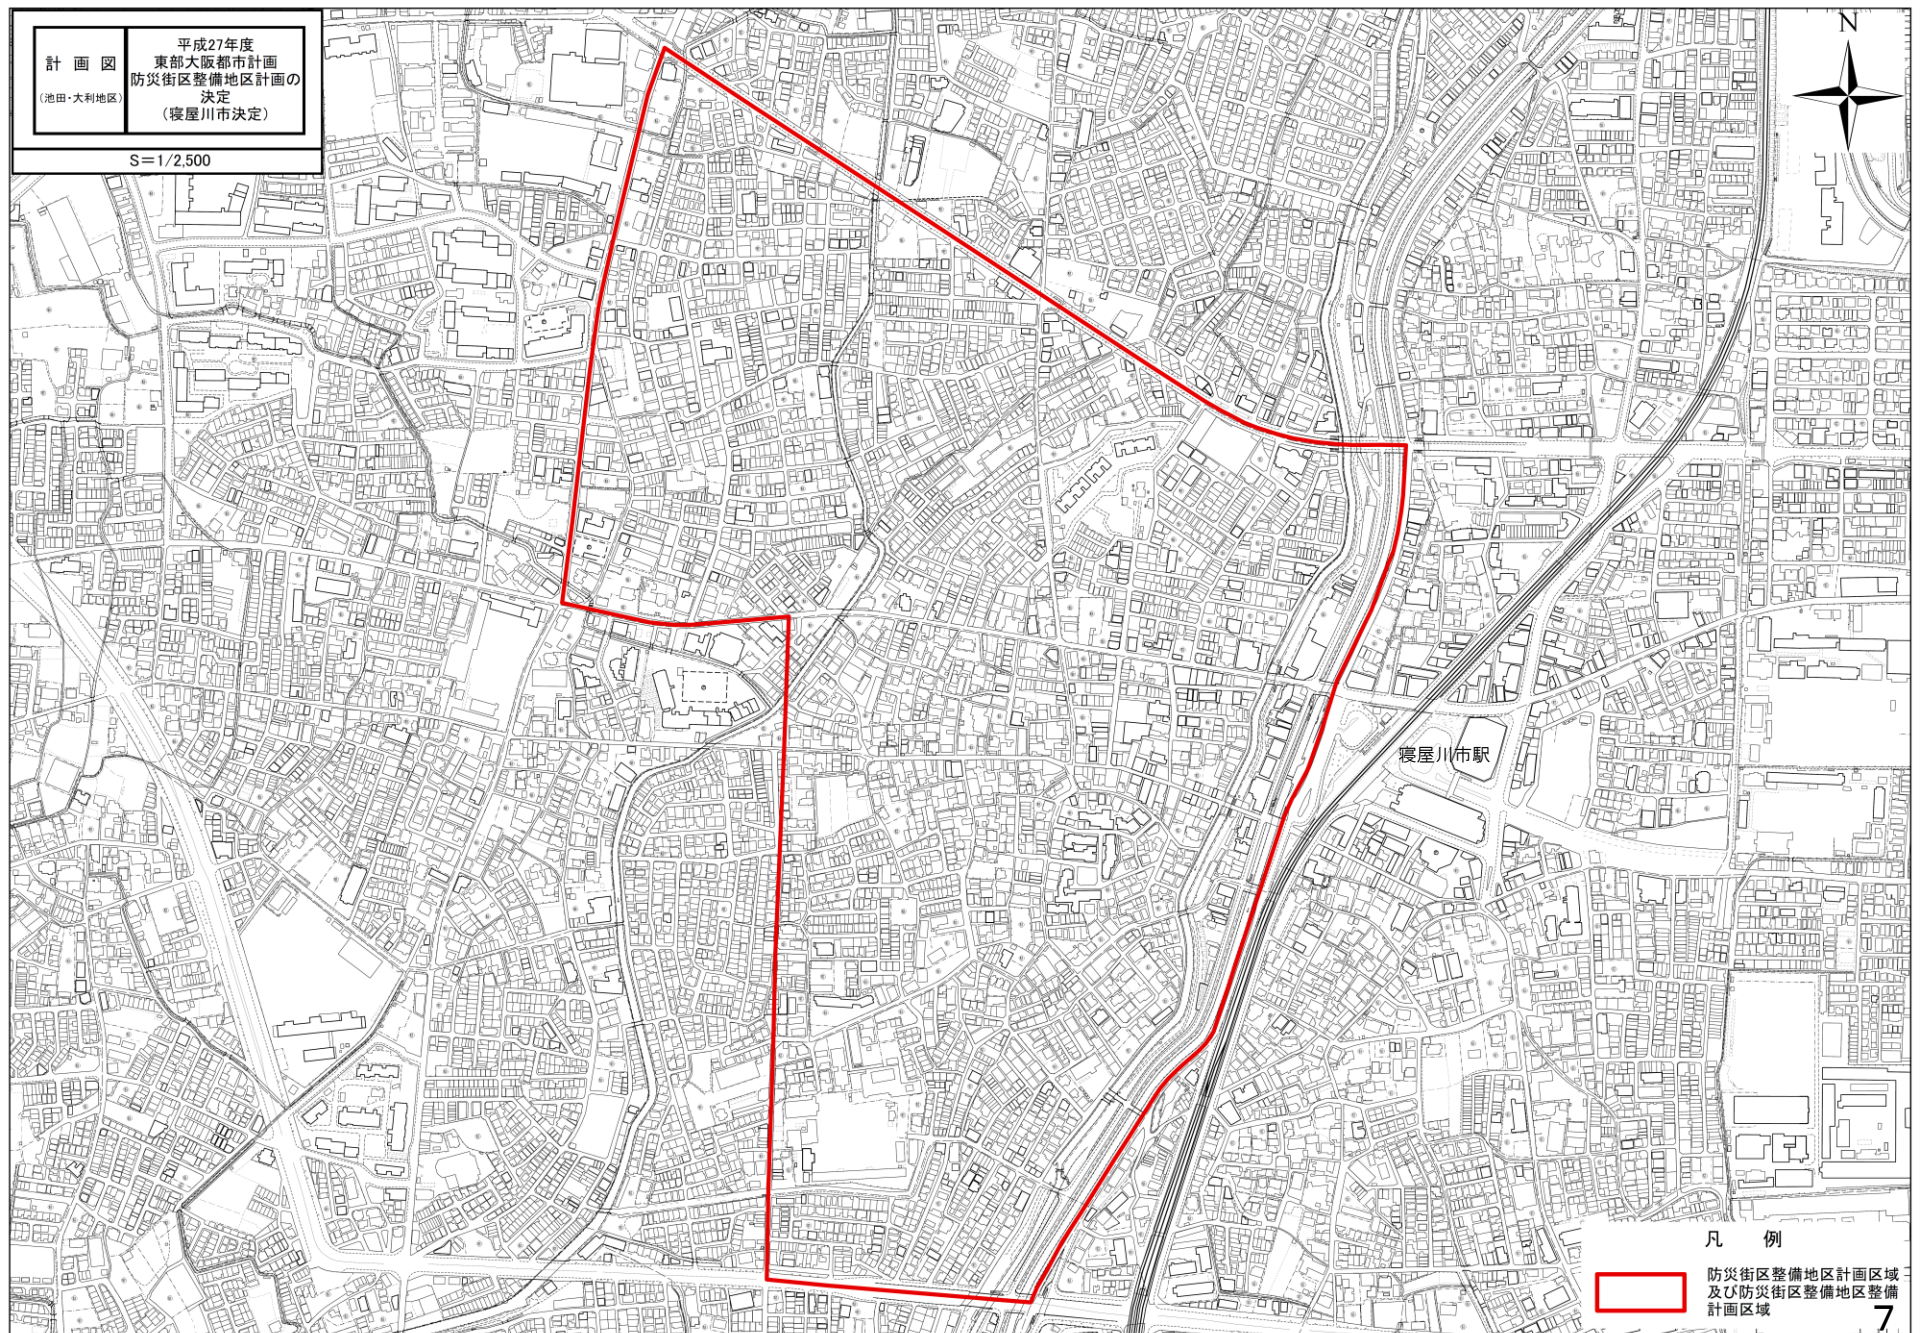 計画図
(池田・大利地区)
平成27年度
東部大阪都市計画
防災街区整備地区計画の
決定
(寝屋川市決定)
S=1/2,500
N
寝屋川市駅
凡 例
防災街区整備地区計画区域
及び防災街区整備地区整備
計画区域
7